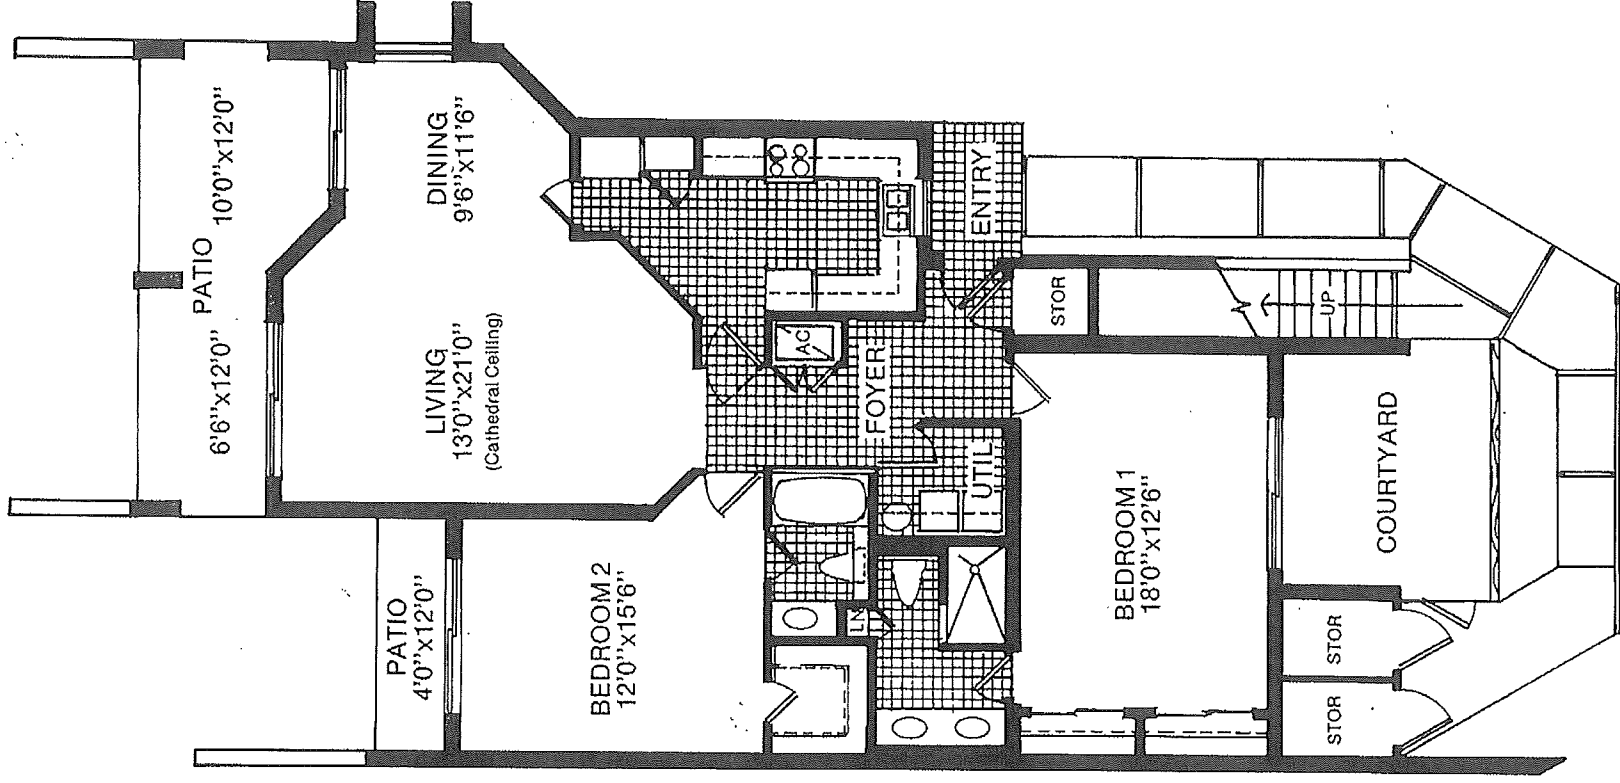 PATIO
10'0"x12'0"
6'6"x12'0"
DINING
9'6"x11'6"
LIVING
13'0"x21'0"
(Cathedral Ceiling)
PATIO
4'0"x12'0"
BEDROOM 2
12'0"x15'6"
AC
FOYER
LN
UTIL
ENTRY
STOR
UP
BEDROOM 1
18'0"x12'6"
COURTYARD
STOR
STOR